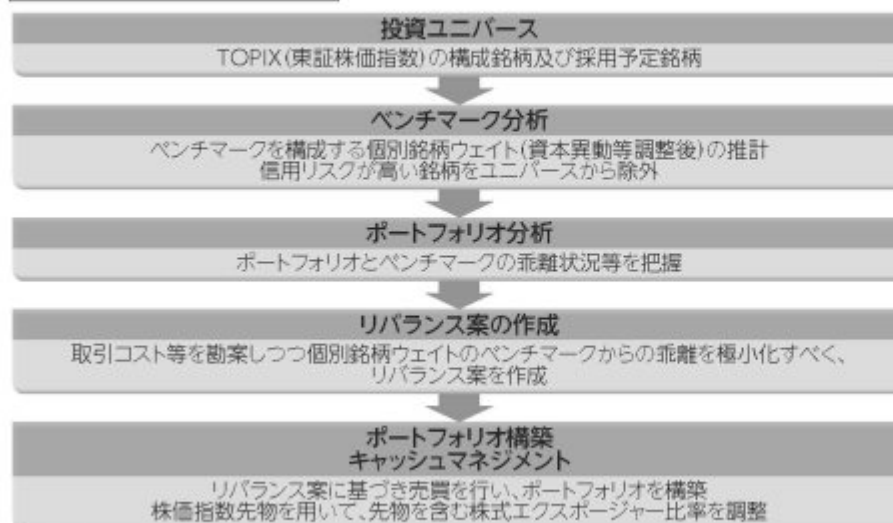 投資ユニバース
TOPIX(東証株価指数)の構成銘柄及び採用予定銘柄
ベンチマーク分析
ベンチマークを構成する個別銘柄ウェイト(資本異動等調整後)の推計
信用リスクが高い銘柄をユニバースから除外
ポートフォリオ分析
ポートフォリオとベンチマークの乖離状況等を把握
リバランス案の作成
取引コスト等を勘案しつつ個別銘柄ウェイトのベンチマークからの乖離を極小化すべく、
リバランス案を作成
ポートフォリオ構築
キャッシュマネジメント
リバランス案に基づき売買を行い、ポートフォリオを構築
株価指数先物を用いて、先物を含む株式エクスポージャー比率を調整